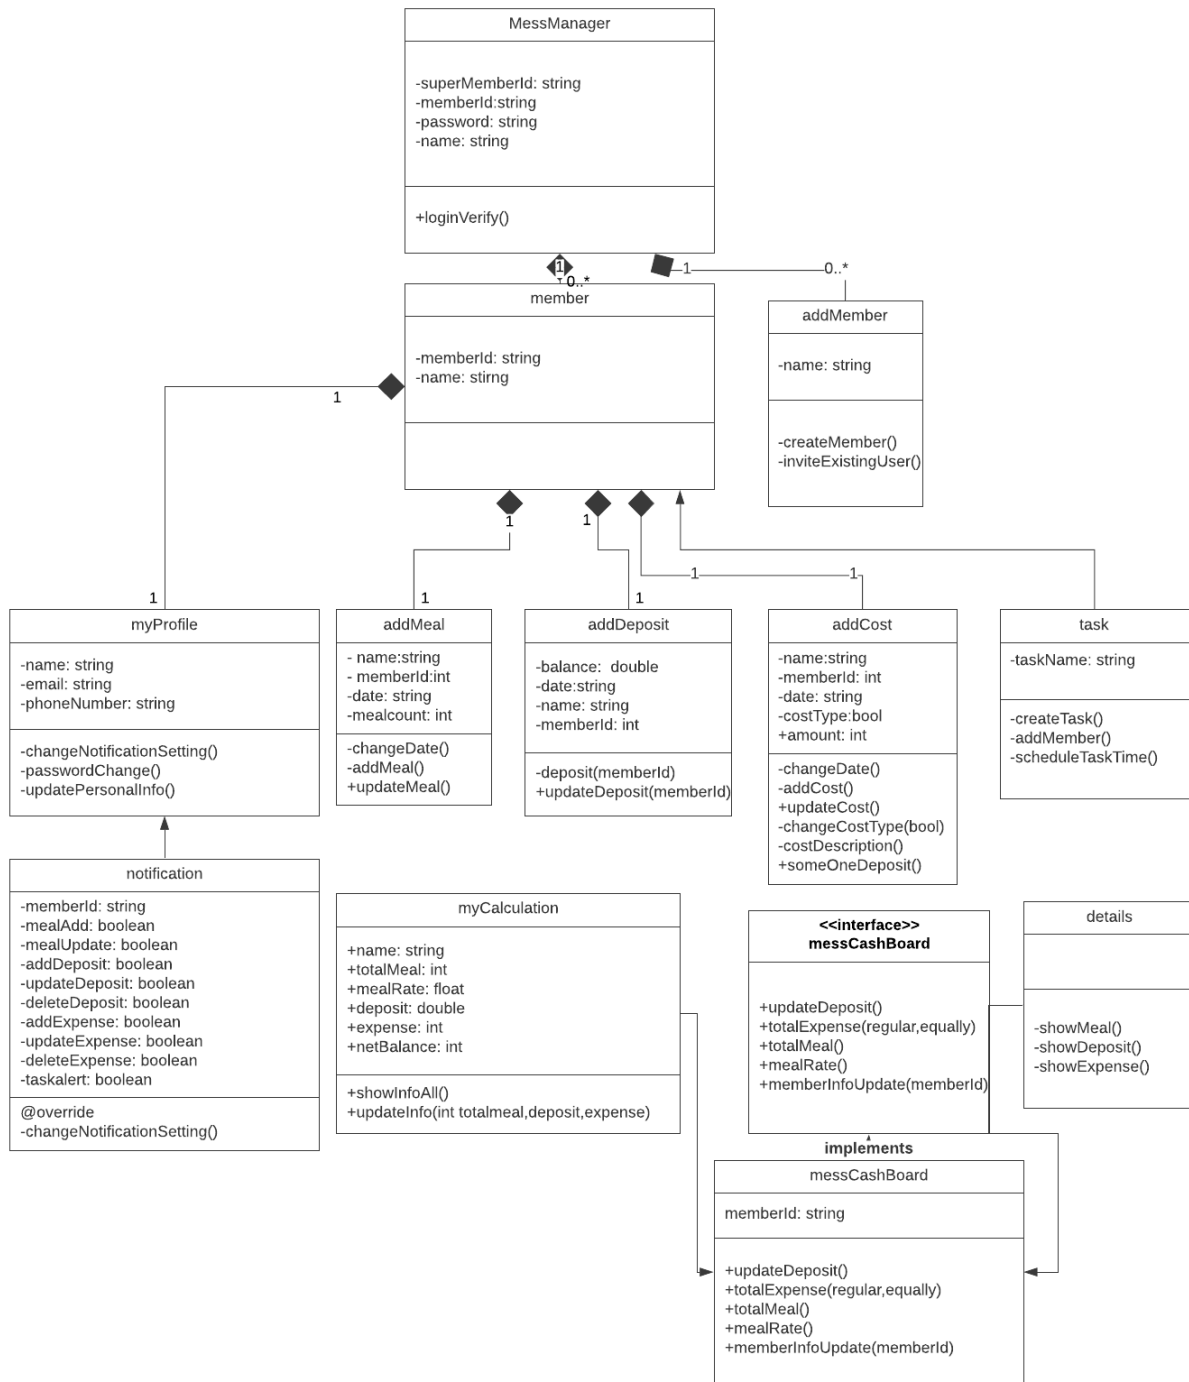 MessManager
-superMemberId: string
-memberId:string
-password: string
-name: string
+loginVerify()
1
0..*
1
0..*
member
-memberId: string
-name: stirng
addMember
-name: string
-createMember()
-inviteExistingUser()
1
1
1
1
1
1
1
1
myProfile
-name: string
-email: string
-phoneNumber: string
-changeNotificationSetting()
-passwordChange()
-updatePersonalInfo()
addMeal
- name:string
- memberId:int
-date: string
-mealcount: int
-changeDate()
-addMeal()
+updateMeal()
addDeposit
-balance:  double
-date:string
-name: string
-memberId: int
-deposit(memberId)
+updateDeposit(memberId)
addCost
-name:string
-memberId: int
-date: string
-costType:bool
+amount: int
-changeDate()
-addCost()
+updateCost()
-changeCostType(bool)
-costDescription()
+someOneDeposit()
task
-taskName: string
-createTask()
-addMember()
-scheduleTaskTime()
notification
-memberId: string
-mealAdd: boolean
-mealUpdate: boolean
-addDeposit: boolean
-updateDeposit: boolean
-deleteDeposit: boolean
-addExpense: boolean
-updateExpense: boolean
-deleteExpense: boolean
-taskalert: boolean
@override
-changeNotificationSetting()
myCalculation
+name: string
+totalMeal: int
+mealRate: float
+deposit: double
+expense: int
+netBalance: int
+showInfoAll()
+updateInfo(int totalmeal,deposit,expense)
<<interface>>
messCashBoard
+updateDeposit()
+totalExpense(regular,equally)
+totalMeal()
+mealRate()
+memberInfoUpdate(memberId)
details
-showMeal()
-showDeposit()
-showExpense()
implements
messCashBoard
memberId: string
+updateDeposit()
+totalExpense(regular,equally)
+totalMeal()
+mealRate()
+memberInfoUpdate(memberId)